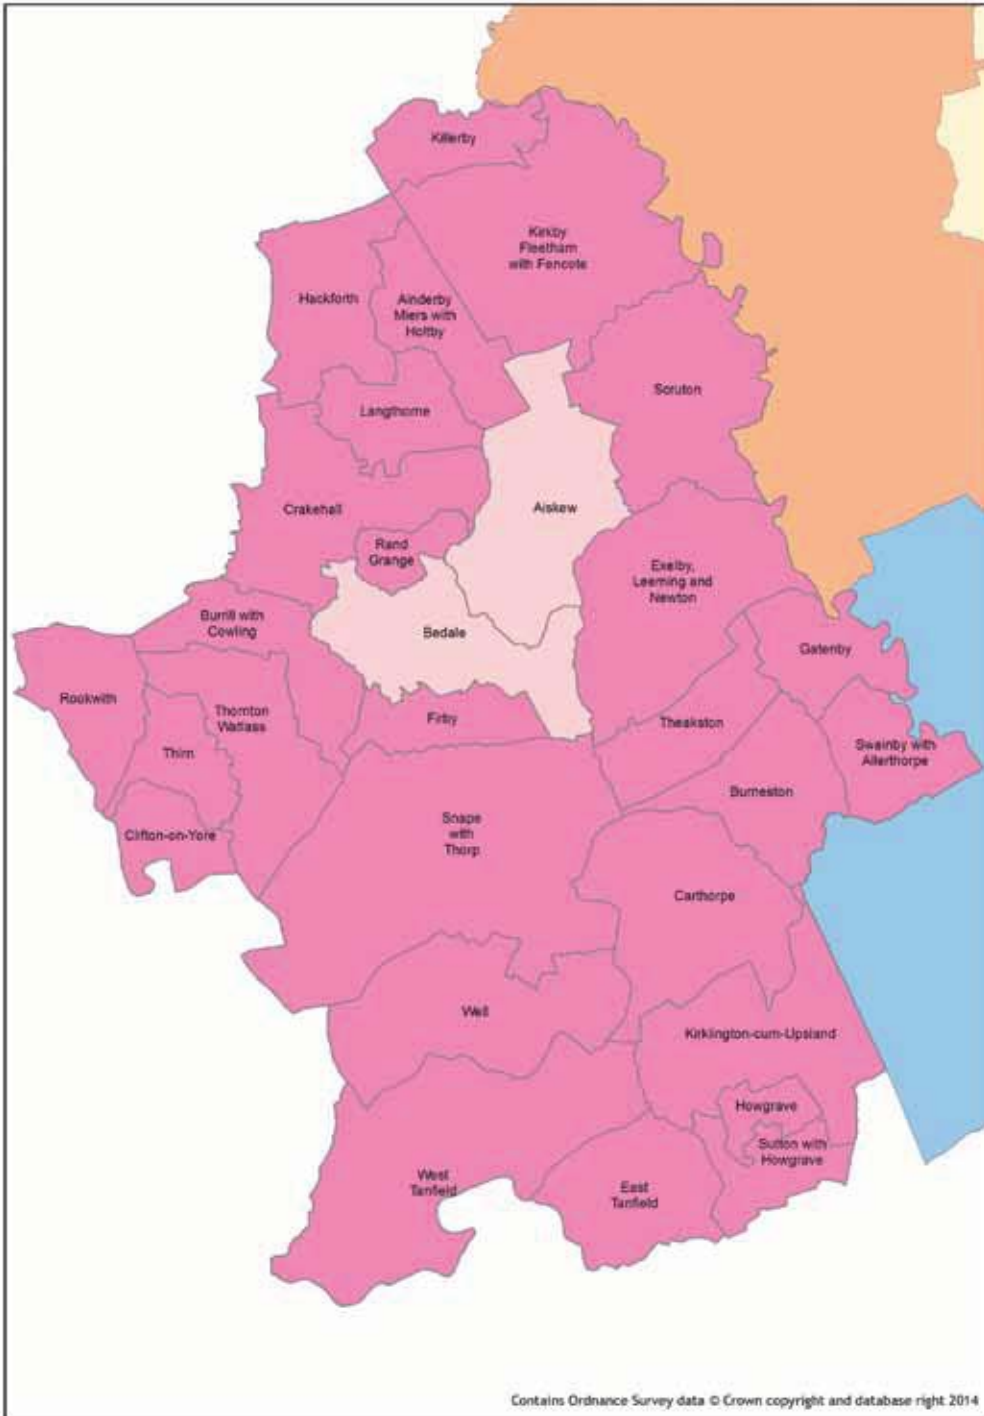 Killerby
Kirkby
Fleetham
with Fencote
Hackforth
Ainderby
Miers with
Holtby
Scruton
Langthorne
Crakehall
Aiskew
Rand
Grange
Exelby,
Leeming and
Newton
Burrill with
Cowling
Bedale
Gatenby
Rookwith
Thornton
Watlass
Firby
Theakston
Thirn
Swainby with
Allerthorpe
Burneston
Snape
with
Thorp
Clifton-on-Yore
Carthorpe
Well
Kirklington-cum-Upsland
Howgrave
Sutton with
Howgrave
West
Tanfield
East
Tanfield
Contains Ordnance Survey data © Crown copyright and database right 2014